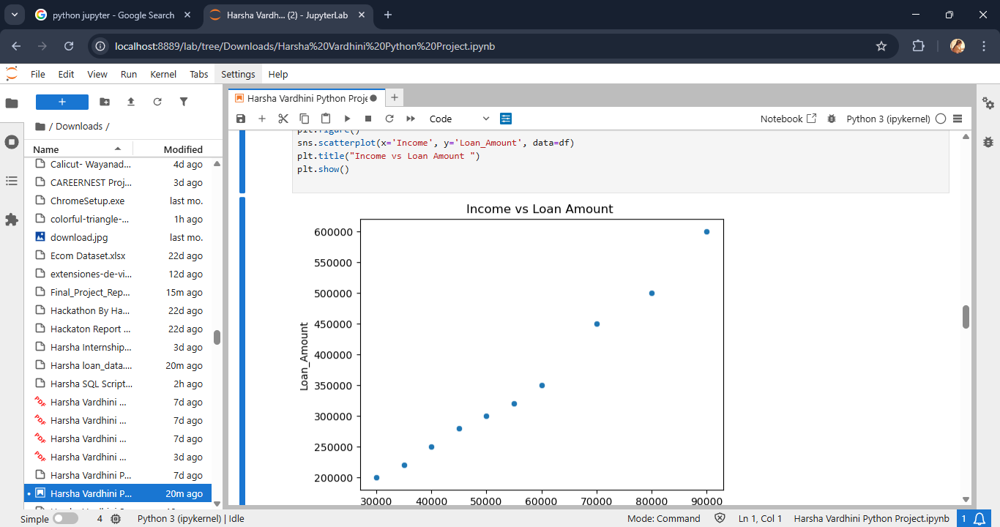 python jupyter - Google Search
Harsha Vardh... (2) - JupyterLab
localhost:8889/lab/tree/Downloads/Harsha%20Vardhini%20Python%20Project.ipynb
File Edit View Run Kernel Tabs Settings Help
/ Downloads /
Name Modified
Calicut- Wayanad... 4d ago
CAREERNEST Proj... 3d ago
ChromeSetup.exe last mo.
colorful-triangle-... 1h ago
download.jpg last mo.
Ecom Dataset.xlsx 22d ago
extensiones-de-vi... 12d ago
Final_Project_Rep... 15m ago
Hackathon By Ha... 22d ago
Hackaton Report ... 22d ago
Harsha Internship... 3d ago
Harsha loan_data.... 20m ago
Harsha SQL Script... 2h ago
Harsha Vardhini ... 7d ago
Harsha Vardhini ... 7d ago
Harsha Vardhini ... 7d ago
Harsha Vardhini ... 3d ago
Harsha Vardhini P... 7d ago
Harsha Vardhini P... 20m ago
Harsha Vardhini Python Proje
Code
Notebook
Python 3 (ipykernel)
plt.figure()
sns.scatterplot(x='Income', y='Loan_Amount', data=df)
plt.title("Income vs Loan Amount ")
plt.show()
Income vs Loan Amount
Loan_Amount
600000
550000
500000
450000
400000
350000
300000
250000
200000
30000 40000 50000 60000 70000 80000 90000
Simple 4 Python 3 (ipykernel) | Idle Mode: Command Ln 1, Col 1 Harsha Vardhini Python Project.ipynb 1